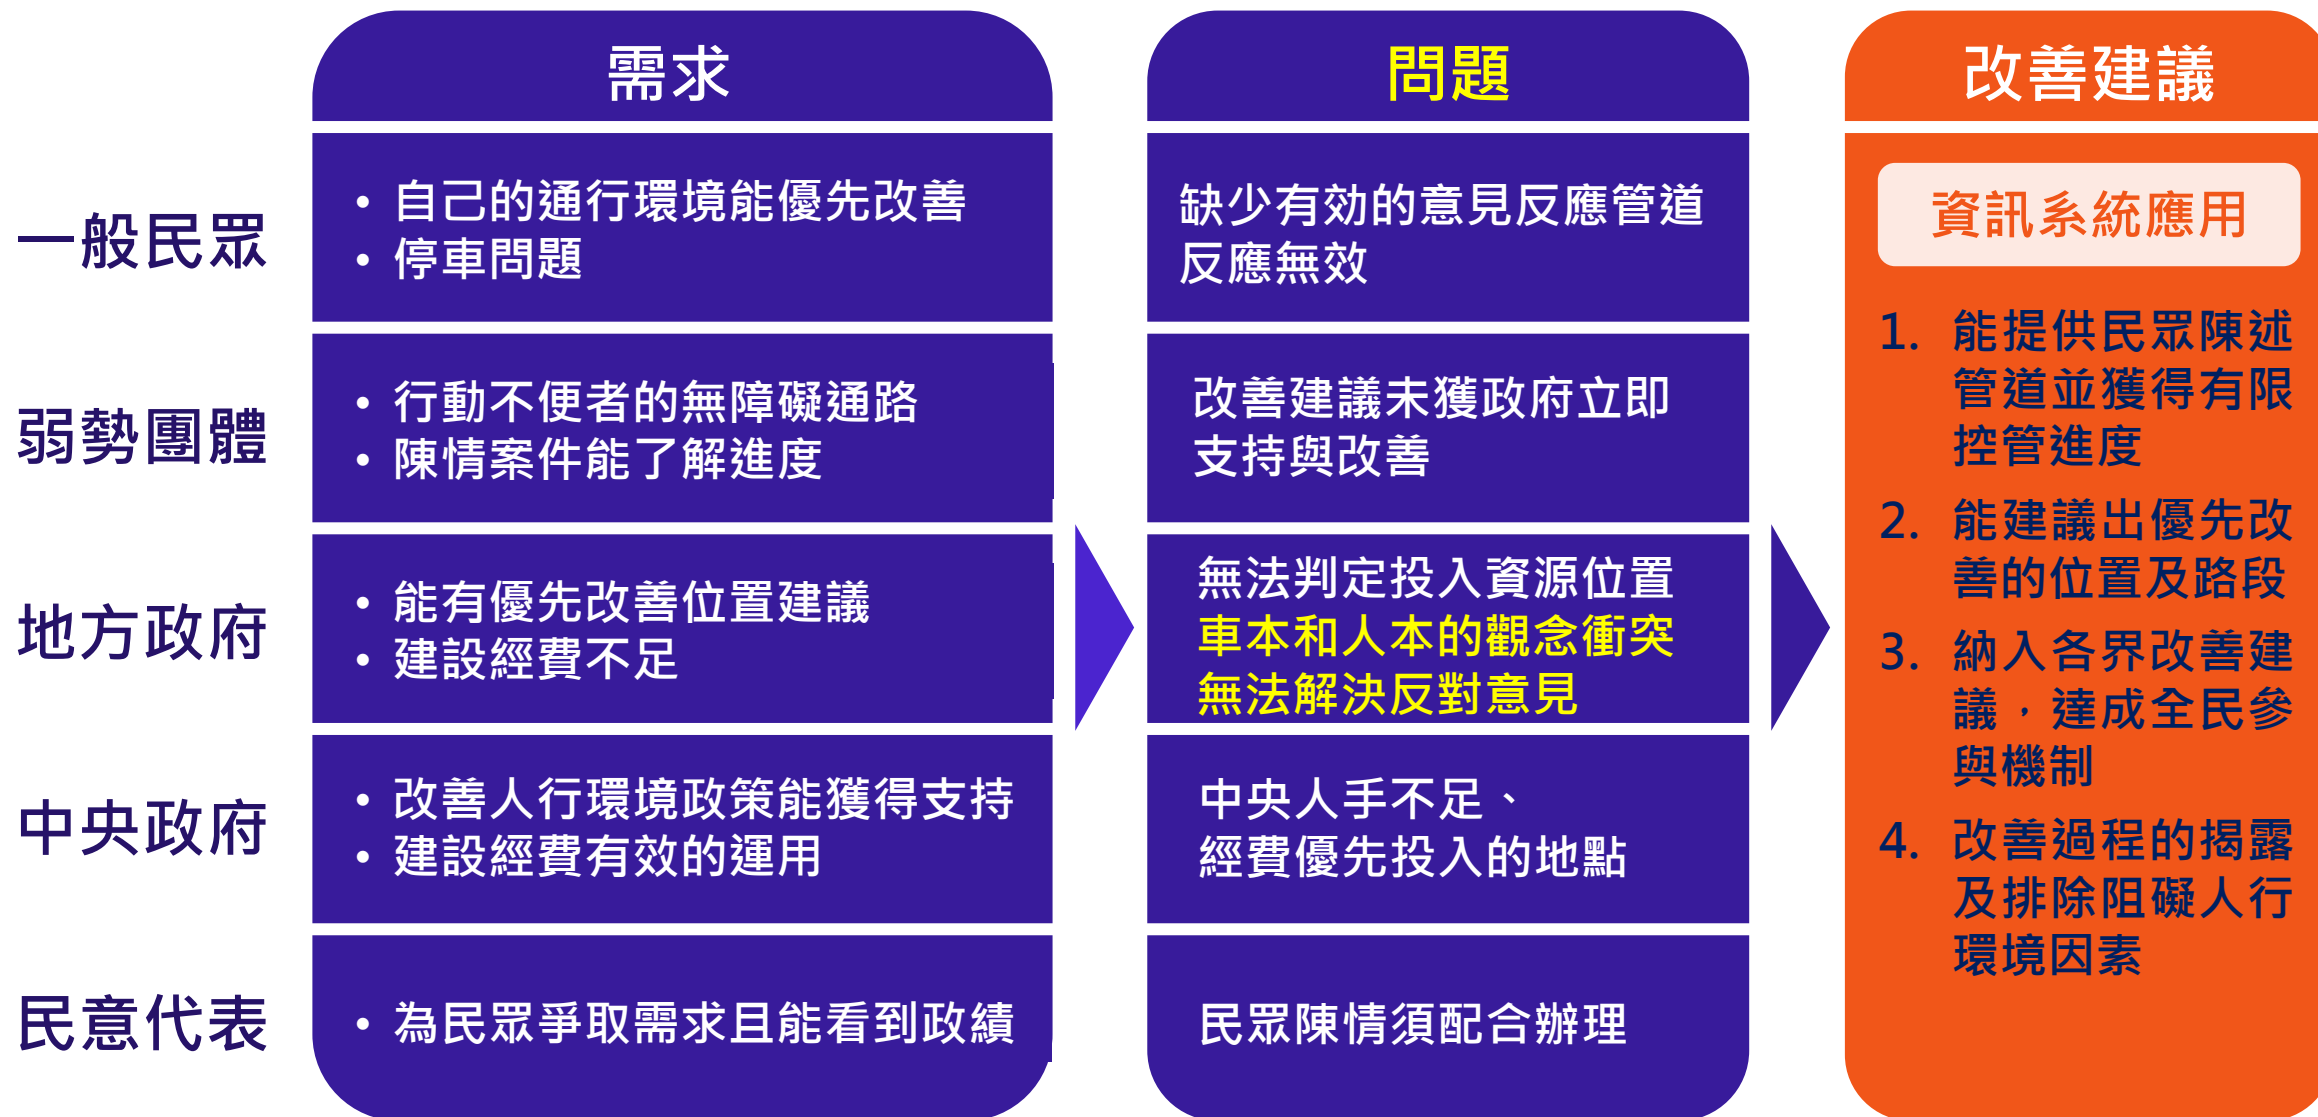 需求
問題
改善建議
一般民眾
• 自己的通行環境能優先改善
• 停車問題
缺少有効的意見反應管道
反應無效
弱勢團體
• 行動不便者的無障礙通路
• 陳情案件能了解進度
改善建議未獲政府立即
支持與改善
地方政府
• 能有優先改善位置建議
• 建設經費不足
無法判定投入資源位置
車本和人本的觀念衝突
無法解決反對意見
中央政府
• 改善人行環境政策能獲得支持
• 建設經費有效的運用
中央人手不足、
經費優先投入的地點
民意代表
• 為民眾爭取需求且能看到政績
民眾陳情須配合辦理
資訊系統應用
1. 能提供民眾陳述
管道並獲得有限
控管進度
2. 能建議出優先改
善的位置及路段
3. 納入各界改善建
議，達成全民參
與機制
4. 改善過程的揭露
及排除阻礙人行
環境因素